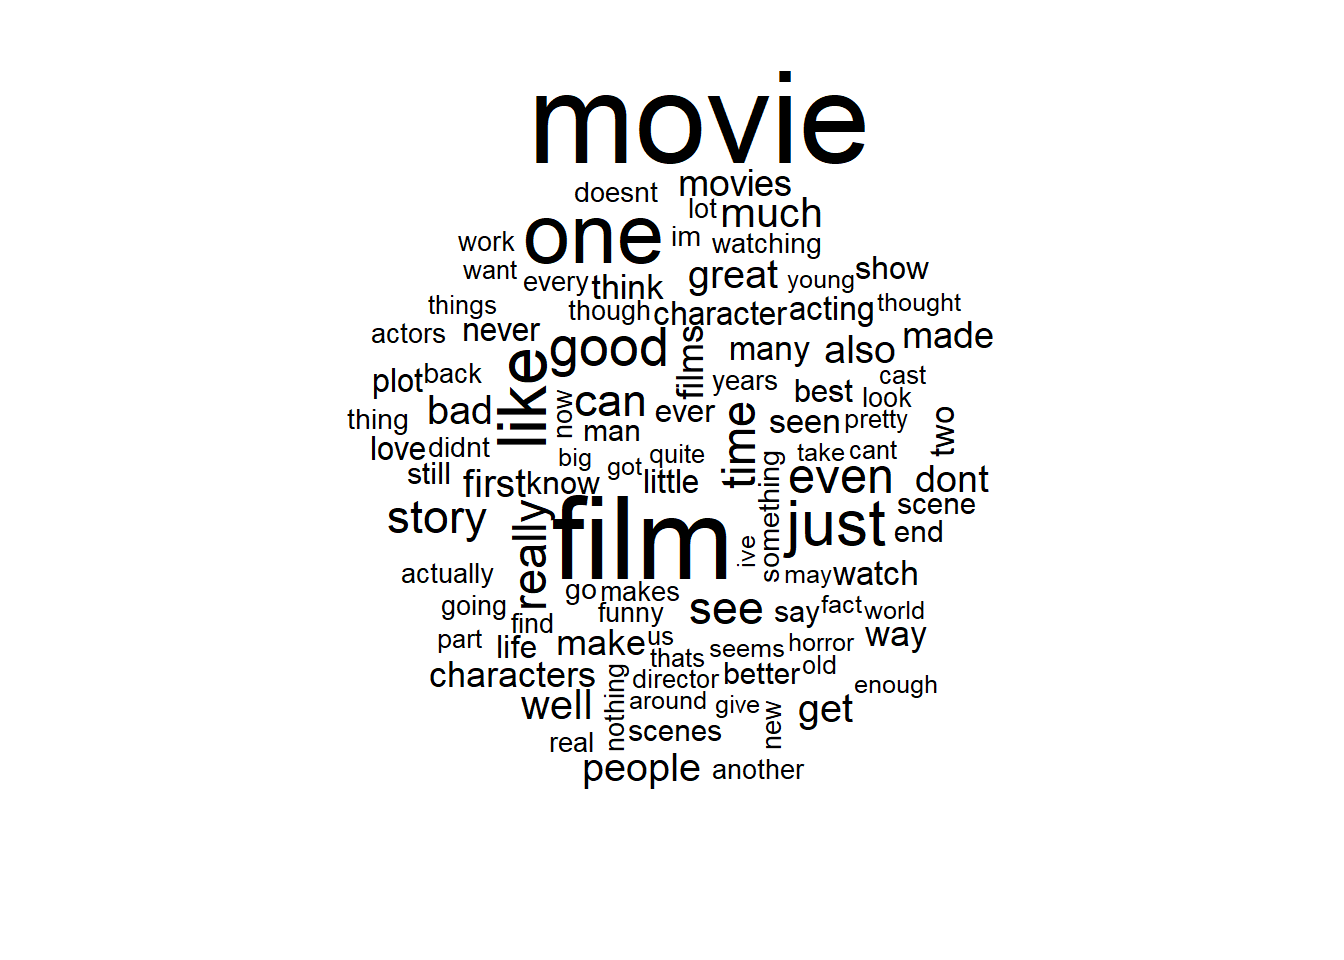 movie
doesnt movies
lot much
one im
work watching
want every think great young show
things though character acting thought
actors never good films many also made
plot back like years best cast
look
thing bad now can ever time seen pretty two
man
love didnt big quite take cant
still got
first know little something even dont
story really film ive just scene
end
actually may watch
go makes
going funny see say fact world
find
part life make us seems horror way
thats old
characters director better
enough
well nothing around give new get
real scenes
people another